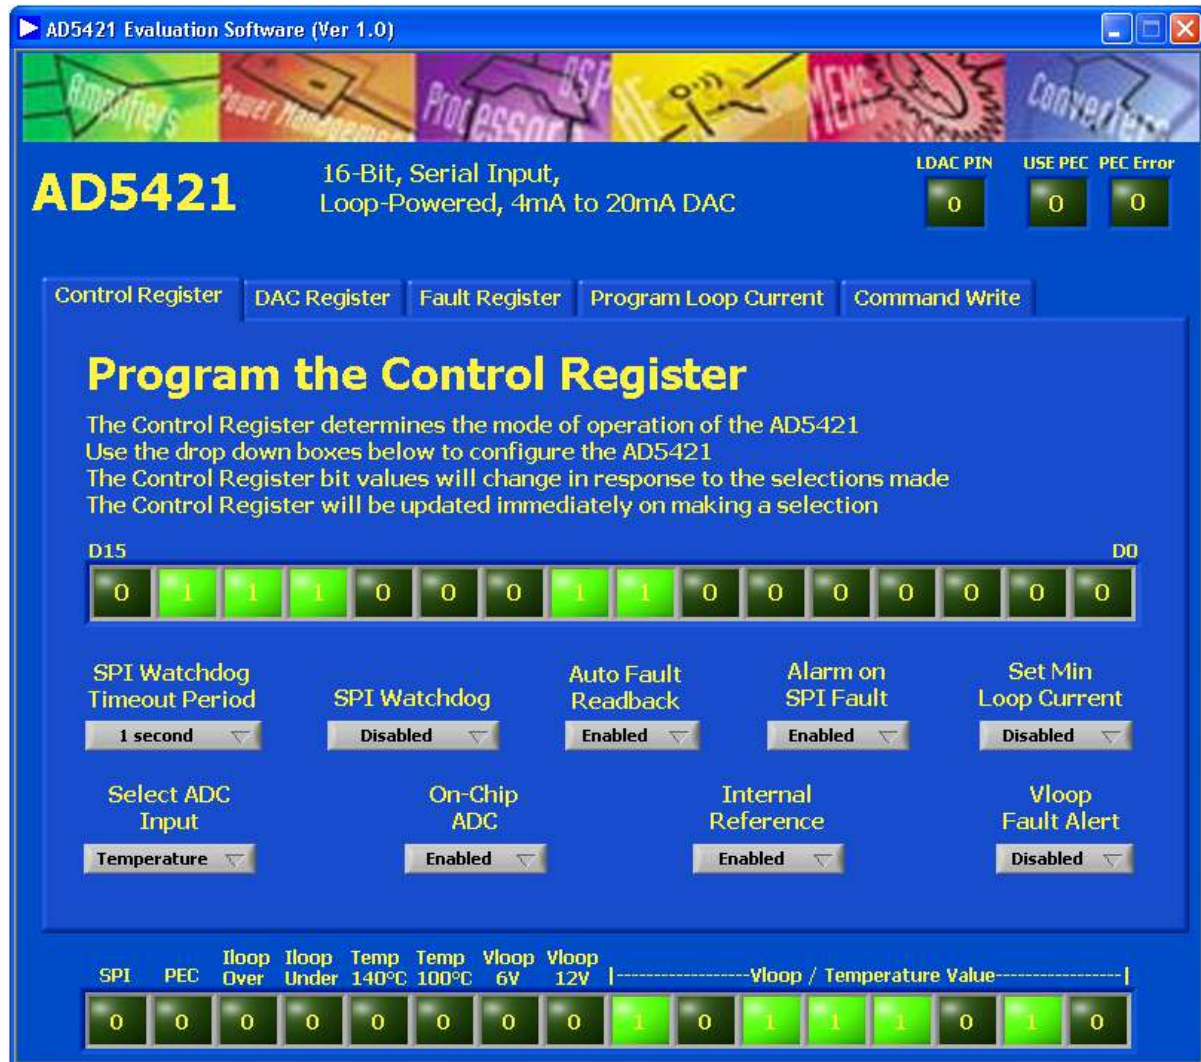 AD5421 Evaluation Software (Ver 1.0)
Amplifiers
Power Management
Processors
DSP
RF
MEMS
Converters
AD5421
16-Bit, Serial Input,
Loop-Powered, 4mA to 20mA DAC
LDAC PIN USE PEC PEC Error
0 0 0
Control Register DAC Register Fault Register Program Loop Current Command Write
Program the Control Register
The Control Register determines the mode of operation of the AD5421
Use the drop down boxes below to configure the AD5421
The Control Register bit values will change in response to the selections made
The Control Register will be updated immediately on making a selection
D15 D0
0 1 1 1 0 0 0 1 1 0 0 0 0 0 0 0
SPI Watchdog
Timeout Period
1 second
SPI Watchdog
Disabled
Auto Fault
Readback
Enabled
Alarm on
SPI Fault
Enabled
Set Min
Loop Current
Disabled
Select ADC
Input
Temperature
On-Chip
ADC
Enabled
Internal
Reference
Enabled
Vloop
Fault Alert
Disabled
SPI
PEC
Iloop
Over
Iloop
Under
Temp
140°C
Temp
100°C
Vloop
6V
Vloop
12V
|------------------Vloop / Temperature Value----------------|
0 0 0 0 0 0 0 0 1 0 1 1 1 0 1 0